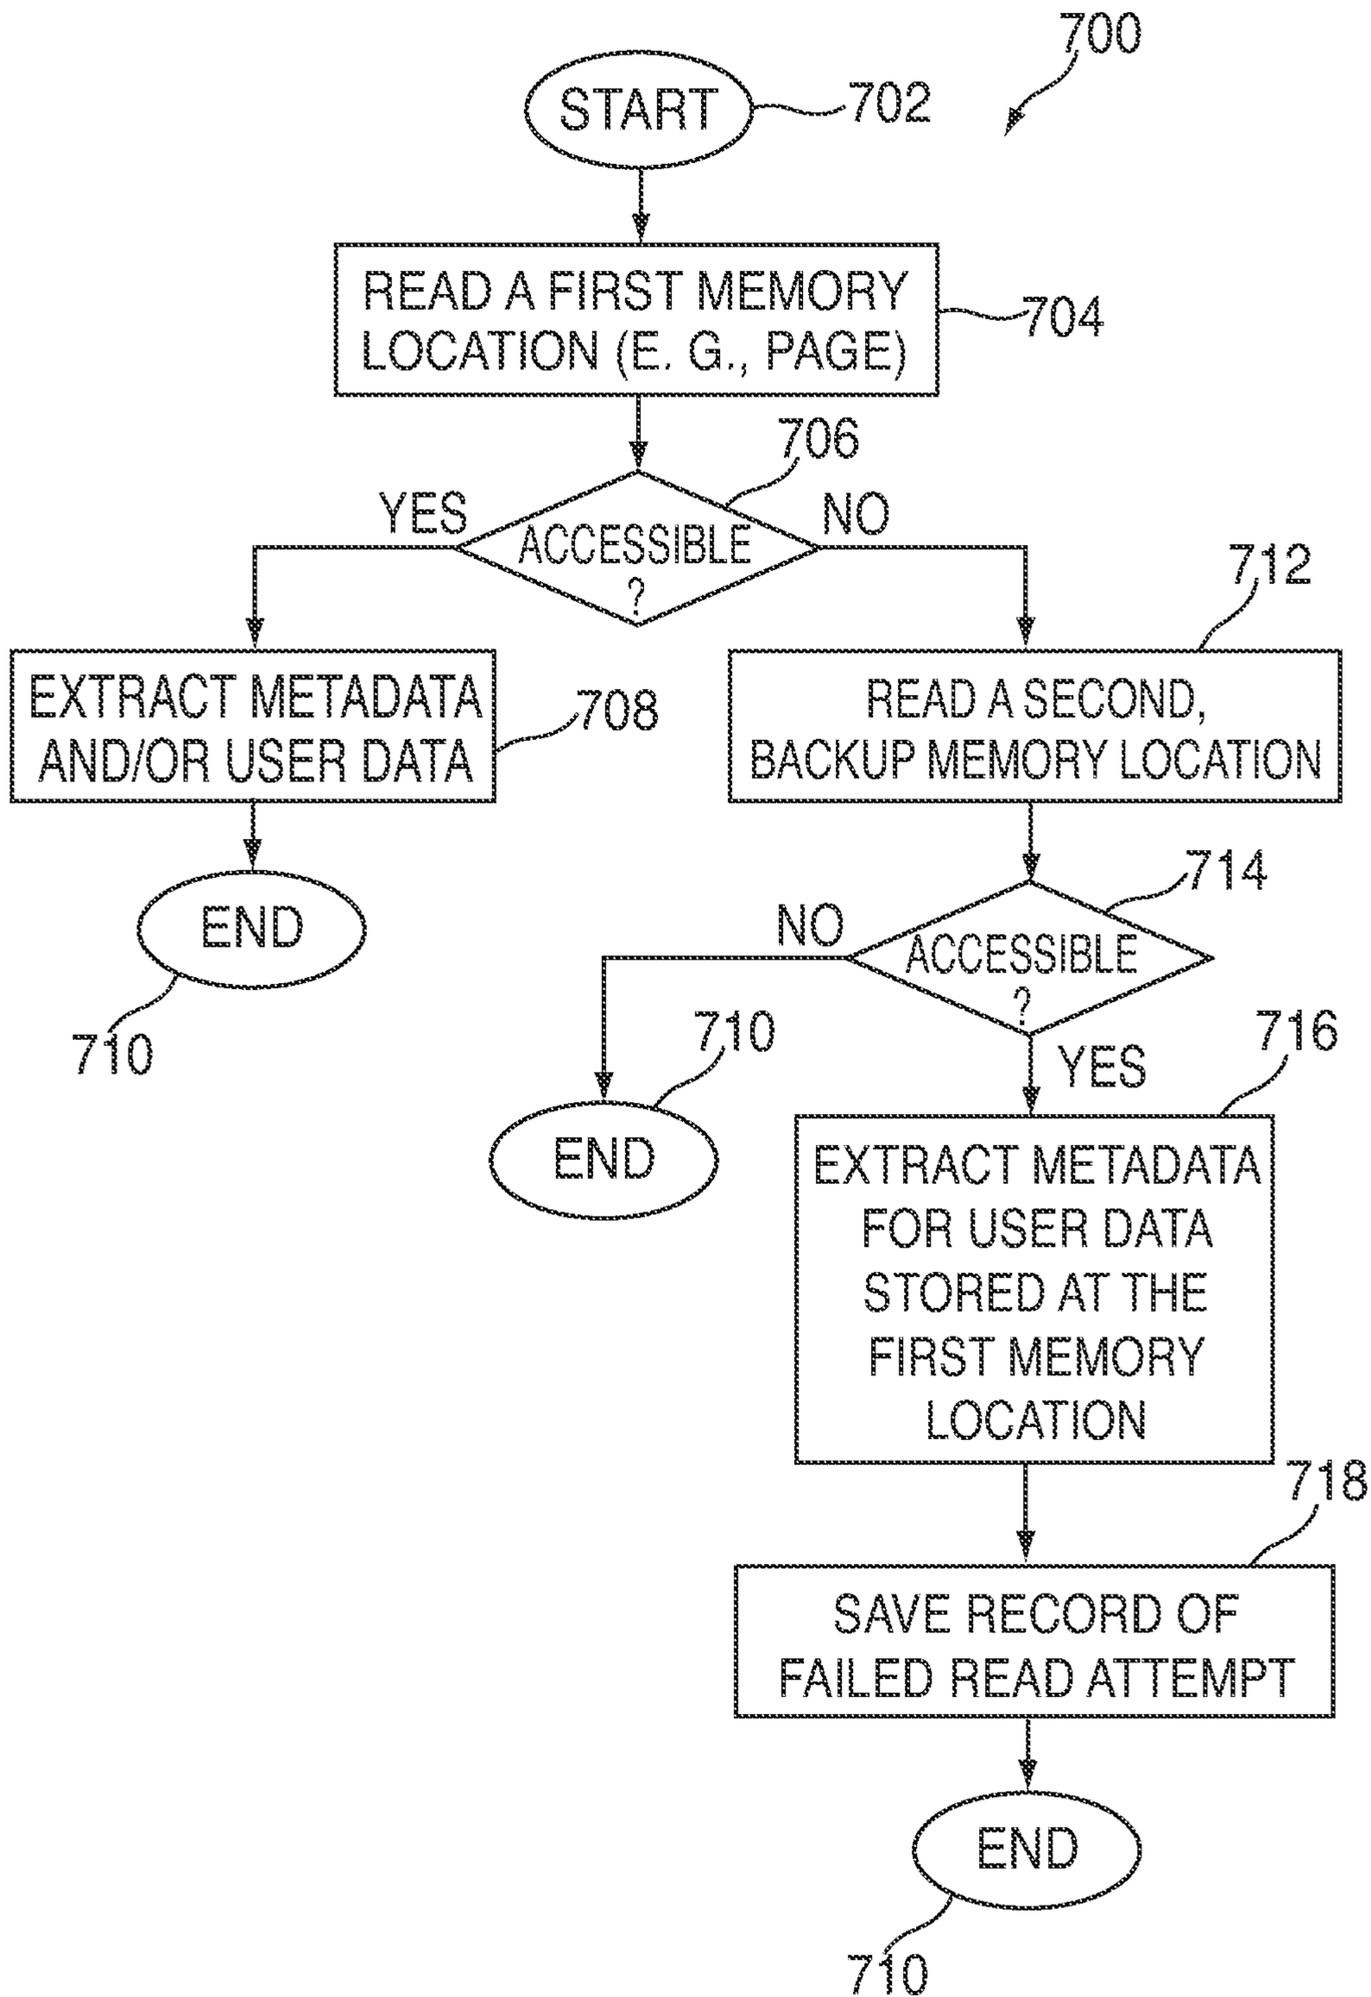 700
START
702
READ A FIRST MEMORY
LOCATION (E. G., PAGE)
704
706
YES
NO
ACCESSIBLE
?
712
EXTRACT METADATA
AND/OR USER DATA
708
READ A SECOND,
BACKUP MEMORY LOCATION
END
710
714
NO
ACCESSIBLE
?
YES
710
END
716
EXTRACT METADATA
FOR USER DATA
STORED AT THE
FIRST MEMORY
LOCATION
718
SAVE RECORD OF
FAILED READ ATTEMPT
END
710